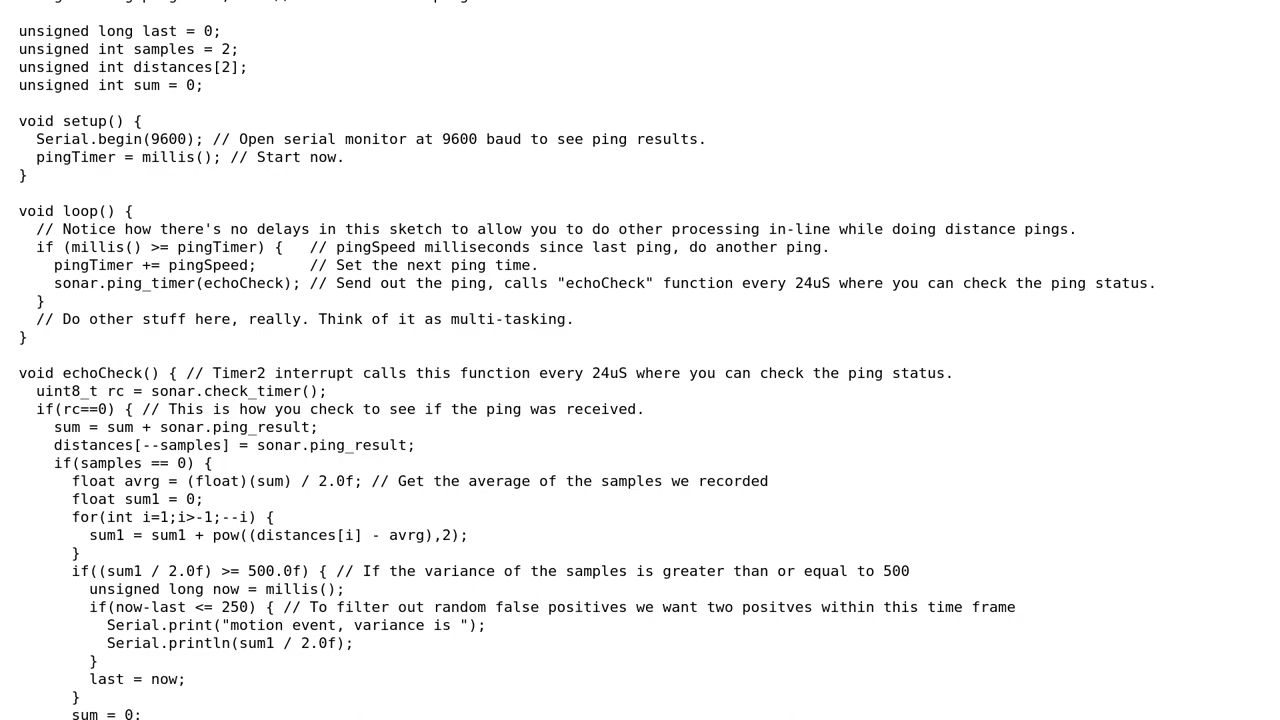 unsigned long last = 0;
unsigned int samples = 2;
unsigned int distances[2];
unsigned int sum = 0;

void setup() {
  Serial.begin(9600); // Open serial monitor at 9600 baud to see ping results.
  pingTimer = millis(); // Start now.
}

void loop() {
  // Notice how there's no delays in this sketch to allow you to do other processing in-line while doing distance pings.
  if (millis() >= pingTimer) {   // pingSpeed milliseconds since last ping, do another ping.
    pingTimer += pingSpeed;      // Set the next ping time.
    sonar.ping_timer(echoCheck); // Send out the ping, calls "echoCheck" function every 24uS where you can check the ping status.
  }
  // Do other stuff here, really. Think of it as multi-tasking.
}

void echoCheck() { // Timer2 interrupt calls this function every 24uS where you can check the ping status.
  uint8_t rc = sonar.check_timer();
  if(rc==0) { // This is how you check to see if the ping was received.
    sum = sum + sonar.ping_result;
    distances[--samples] = sonar.ping_result;
    if(samples == 0) {
      float avrg = (float)(sum) / 2.0f; // Get the average of the samples we recorded
      float sum1 = 0;
      for(int i=1;i>-1;--i) {
        sum1 = sum1 + pow((distances[i] - avrg),2);
      }
      if((sum1 / 2.0f) >= 500.0f) { // If the variance of the samples is greater than or equal to 500
        unsigned long now = millis();
        if(now-last <= 250) { // To filter out random false positives we want two positves within this time frame
          Serial.print("motion event, variance is ");
          Serial.println(sum1 / 2.0f);
        }
        last = now;
      }
      sum = 0;